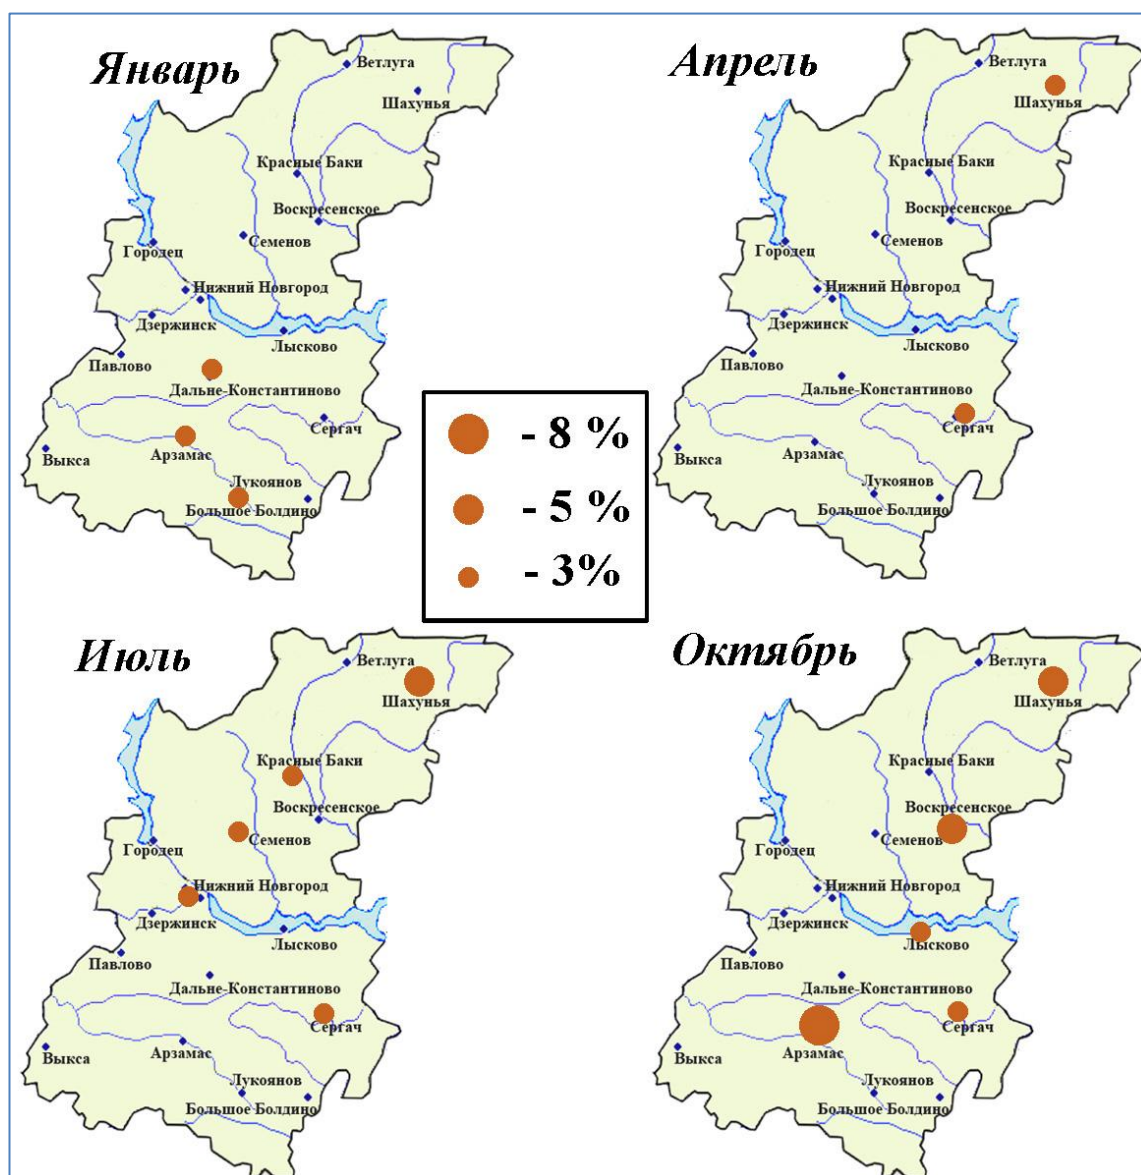 Январь
Ветлуга
Шахунья
Красные Баки
Воскресенское
Семенов
Городец
Нижний Новгород
Дзержинск
Лысково
Павлово
Дальне-Константиново
Сергач
Арзамас
Выкса
Лукоянов
Большое Болдино
Апрель
Ветлуга
Шахунья
Красные Баки
Воскресенское
Семенов
Городец
Нижний Новгород
Дзержинск
Лысково
Павлово
Дальне-Константиново
Сергач
Арзамас
Выкса
Лукоянов
Большое Болдино
- 8 %
- 5 %
- 3%
Июль
Ветлуга
Шахунья
Красные Баки
Воскресенское
Семенов
Городец
Нижний Новгород
Дзержинск
Лысково
Павлово
Дальне-Константиново
Сергач
Выкса
Арзамас
Лукоянов
Большое Болдино
Октябрь
Ветлуга
Шахунья
Красные Баки
Воскресенское
Семенов
Городец
Нижний Новгород
Дзержинск
Лысково
Павлово
Дальне-Константиново
Сергач
Выкса
Арзамас
Лукоянов
Большое Болдино